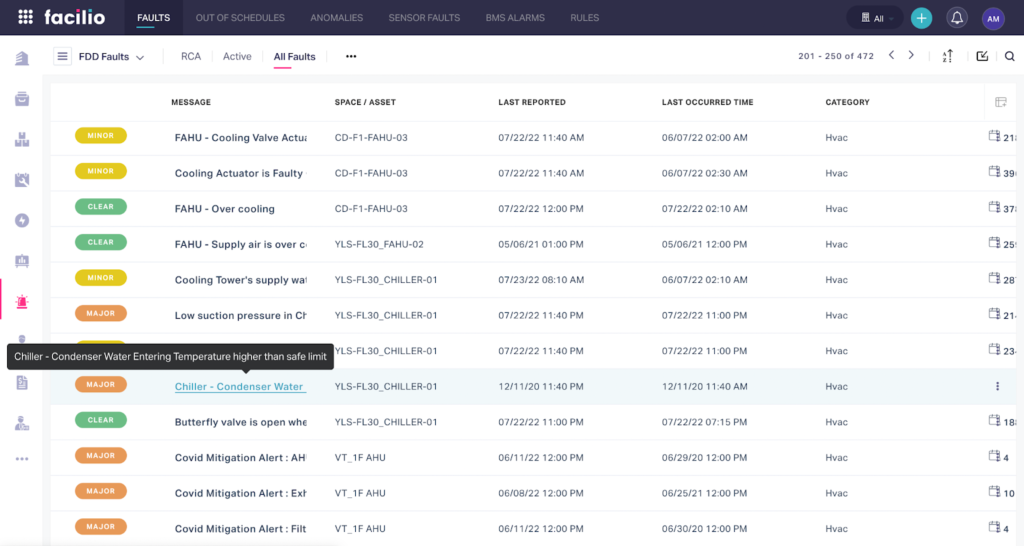 facilio FAULTS OUT OF SCHEDULES ANOMALIES SENSOR FAULTS BMS ALARMS RULES All AM
FDD Faults RCA Active All Faults 201 - 250 of 472
MESSAGE SPACE / ASSET LAST REPORTED LAST OCCURRED TIME CATEGORY
MINOR FAHU - Cooling Valve Actua CD-F1-FAHU-03 07/22/22 11:40 AM 06/07/22 02:00 AM Hvac
MINOR Cooling Actuator is Faulty CD-F1-FAHU-03 07/22/22 11:40 AM 06/07/22 02:30 AM Hvac
CLEAR FAHU - Over cooling CD-F1-FAHU-03 07/22/22 12:00 PM 07/22/22 02:10 AM Hvac 378
CLEAR FAHU - Supply air is over c YLS-FL30_FAHU-02 05/06/21 01:00 PM 05/06/21 12:00 PM Hvac
MINOR Cooling Tower's supply wat YLS-FL30_CHILLER-01 07/23/22 08:10 AM 06/07/22 02:10 AM Hvac
MAJOR Low suction pressure in Ch YLS-FL30_CHILLER-01 07/22/22 11:40 PM 07/22/22 11:00 PM Hvac
YLS-FL30_CHILLER-01 07/22/22 11:40 PM 07/22/22 11:00 PM Hvac
Chiller - Condenser Water Entering Temperature higher than safe limit
MAJOR Chiller - Condenser Water YLS-FL30_CHILLER-01 12/11/20 11:40 PM 12/11/20 11:40 AM Hvac
CLEAR Butterfly valve is open whe YLS-FL30_CHILLER-01 07/22/22 11:00 PM 07/22/22 07:15 PM Hvac
MAJOR Covid Mitigation Alert : AH VT_1F AHU 06/11/22 12:00 PM 06/29/20 12:00 PM Hvac 4
MAJOR Covid Mitigation Alert : Exh VT_1F AHU 06/08/22 12:00 PM 06/25/21 12:00 PM Hvac 10
MAJOR Covid Mitigation Alert : Filt VT_1F AHU 06/11/22 12:00 PM 06/30/20 12:00 PM Hvac 4